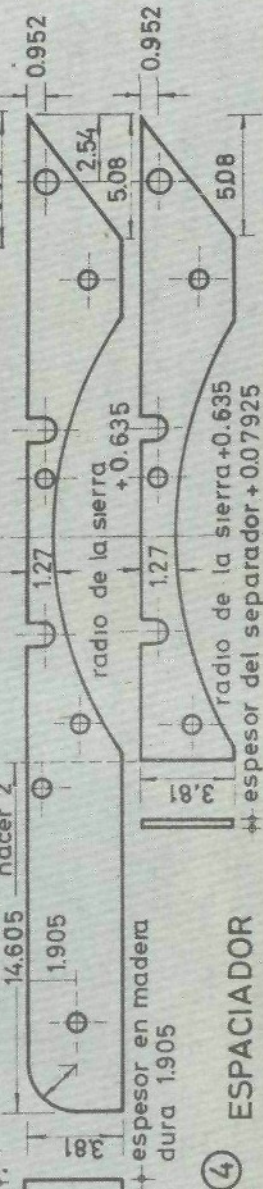 hacer 2
14.605
0.952
1.905
1.27
2.54
5.08
radio de la sierra
+0.635
3.81
espesor en madera
dura 1.905
0.952
1.27
5.08
3.81
radio de la sierra+0.635
espesor del separador+0.07925
4 ESPACIADOR